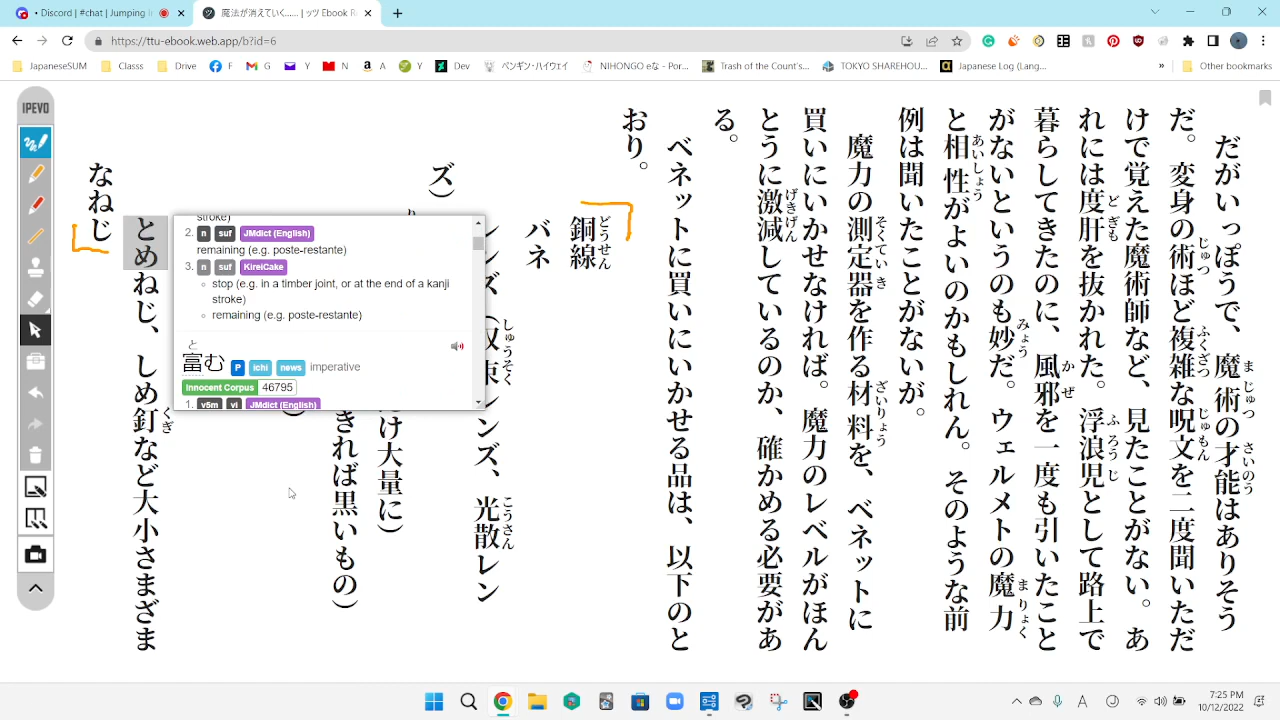 • Discord | #chat | Jumping In
魔法が消えていく...... | ッツ Ebook R
https://ttu-ebook.web.app/b?id=6
JapaneseSUM
Classs
Drive
F
G
Y
N
A
Y
Dev
ペンギン・ハイウェイ
NIHONGO eな - Por...
Trash of the Count's...
TOKYO SHAREHOU...
Japanese Log (Lang...
»
Other bookmarks
IPEVO
だがいっぽうで、魔術の才能はありそう
だ。変身の術ほど複雑な呪文を二度聞いただ
けで覚えた魔術師など、見たことがない。あ
れには度肝を抜かれた。浮浪児として路上で
暮らしてきたのに、風邪を一度も引いたこと
がないというのも妙だ。ウェルメトの魔力
と相性がよいのかもしれん。そのような前
例は聞いたことがないが。
魔力の測定器を作る材料を、ベネットに
買いにいかせなければ。魔力のレベルがほん
とうに激減しているのか、確かめる必要があ
る。
ベネットに買いにいかせる品は、以下のと
おり。
銅線
バネ
レンズ、光散レン
ズ)
け大量に)
きれば黒いもの)
とめねじ、しめ釘など大小さまざま
なねじ
stroke)
2. n suf JMdict (English)
remaining (e.g. poste-restante)
3. n suf KireiCake
stop (e.g. in a timber joint, or at the end of a kanji
stroke)
remaining (e.g. poste-restante)
と
富む P ichi news imperative
Innocent Corpus 46795
1. v5m vi JMdict (English)
7:25 PM
10/12/2022